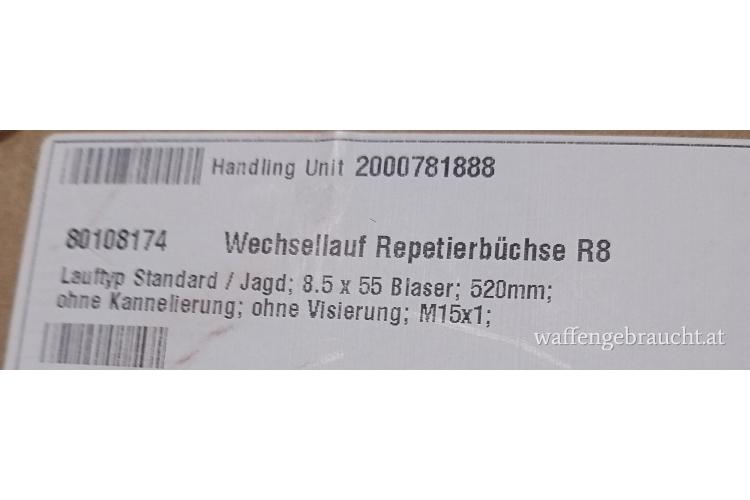 Handling Unit 2000781888
80108174 Wechsellauf Repetierbüchse R8
Lauftyp Standard / Jagd; 8.5 x 55 Blaser; 520mm;
ohne Kannelierung; ohne Visierung; M15x1;
waffengebraucht.at